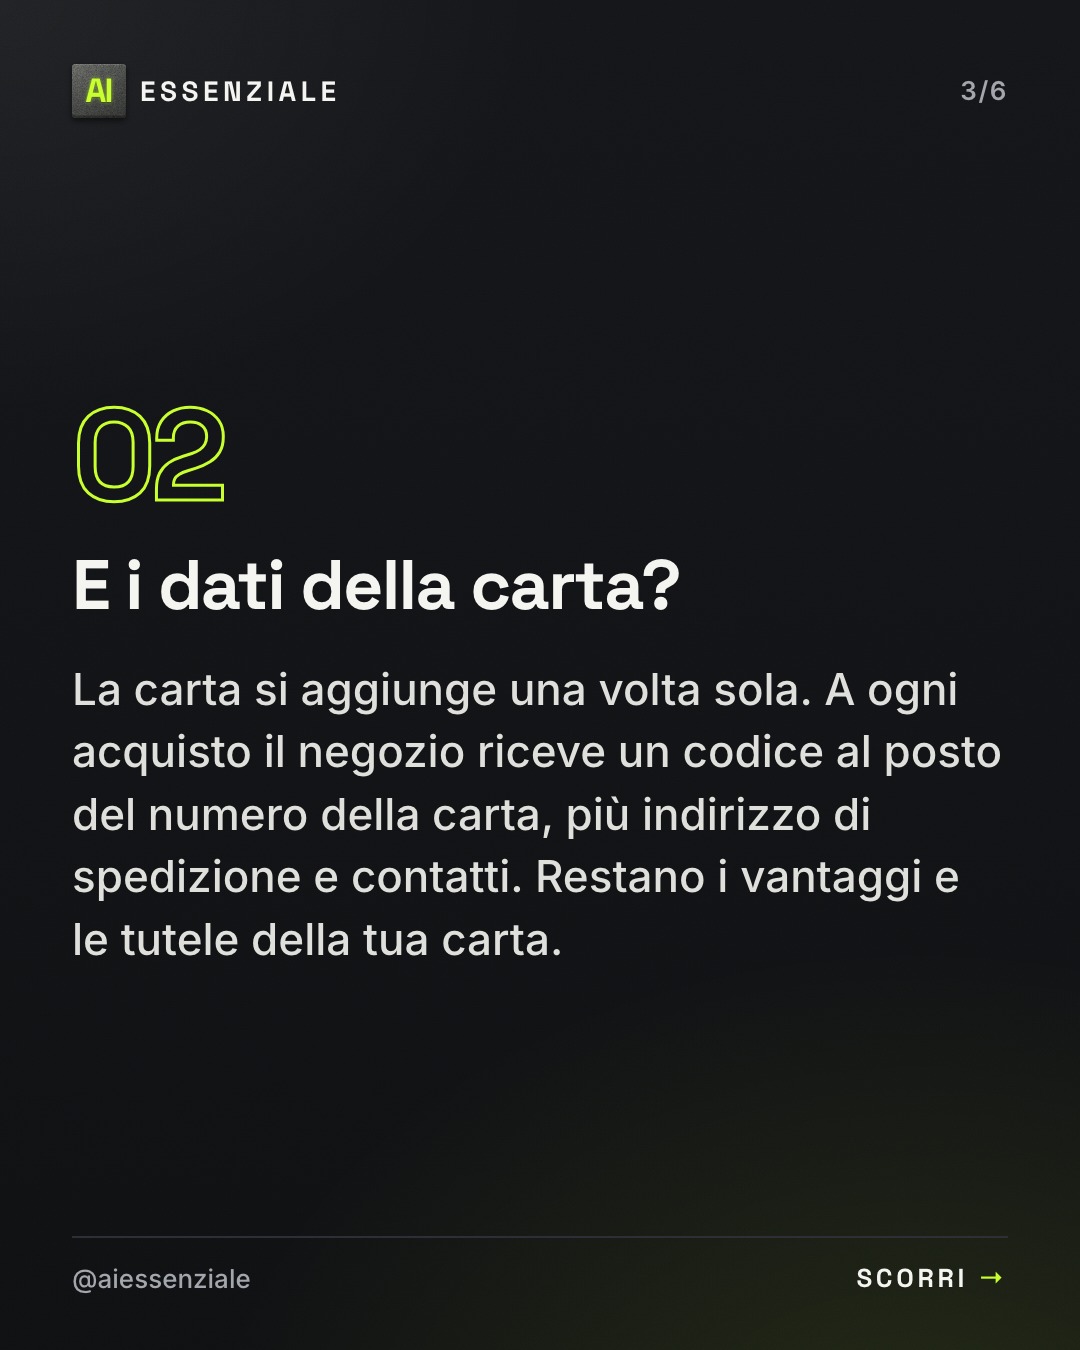 AI ESSENZIALE
3/6
02
E i dati della carta?
La carta si aggiunge una volta sola. A ogni
acquisto il negozio riceve un codice al posto
del numero della carta, più indirizzo di
spedizione e contatti. Restano i vantaggi e
le tutele della tua carta.
@aiessenziale
SCORRI →